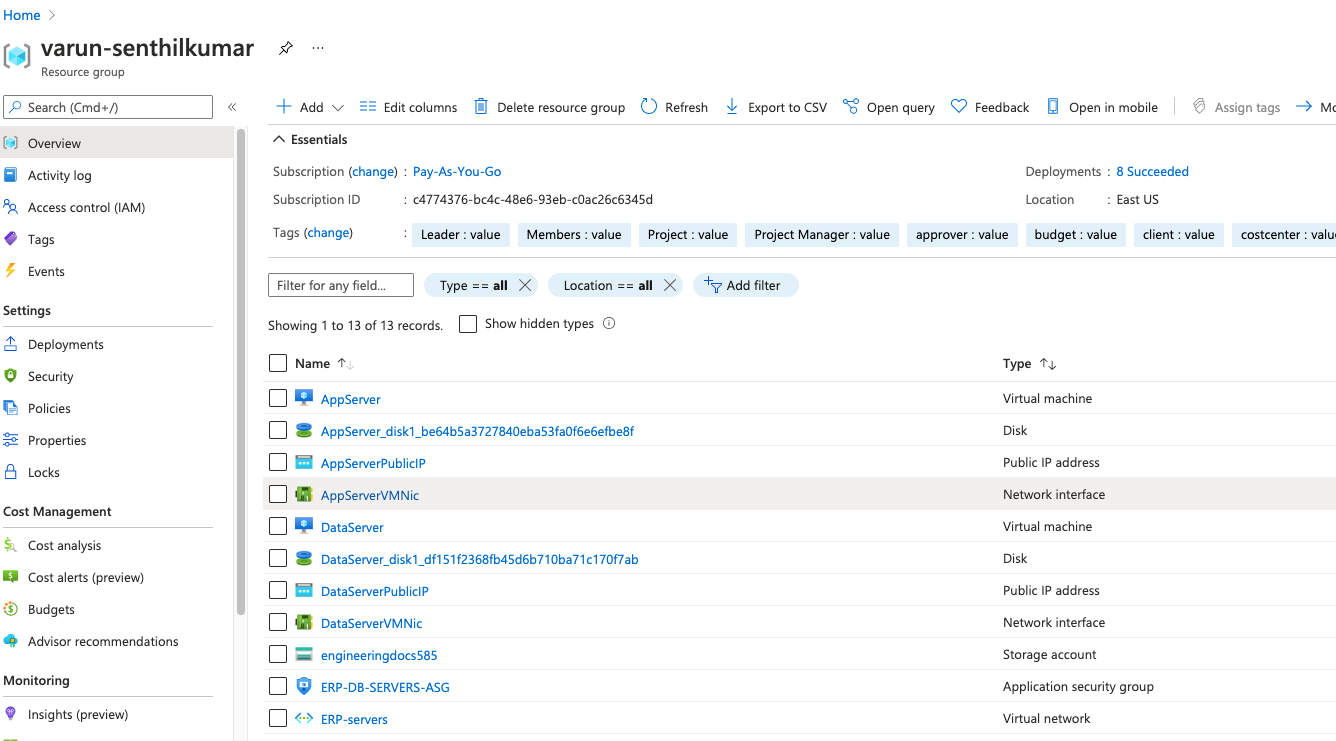 Home >
varun-senthilkumar ...
Resource group
Search (Cmd+/) «
Overview
Activity log
Access control (IAM)
Tags
Events
Settings
Deployments
Security
Policies
Properties
Locks
Cost Management
Cost analysis
Cost alerts (preview)
Budgets
Advisor recommendations
Monitoring
Insights (preview)
Add Edit columns Delete resource group Refresh Export to CSV Open query Feedback Open in mobile Assign tags
Essentials
Subscription (change) : Pay-As-You-Go Deployments : 8 Succeeded
Subscription ID : c4774376-bc4c-48e6-93eb-c0ac26c6345d Location : East US
Tags (change) : Leader : value Members : value Project : value Project Manager : value approver : value budget : value client : value costcenter :
Filter for any field... Type == all Location == all Add filter
Showing 1 to 13 of 13 records. Show hidden types
Name Type
AppServer Virtual machine
AppServer_disk1_be64b5a3727840eba53fa0f6e6efbe8f Disk
AppServerPublicIP Public IP address
AppServerVMNic Network interface
DataServer Virtual machine
DataServer_disk1_df151f2368fb45d6b710ba71c170f7ab Disk
DataServerPublicIP Public IP address
DataServerVMNic Network interface
engineeringdocs585 Storage account
ERP-DB-SERVERS-ASG Application security group
ERP-servers Virtual network